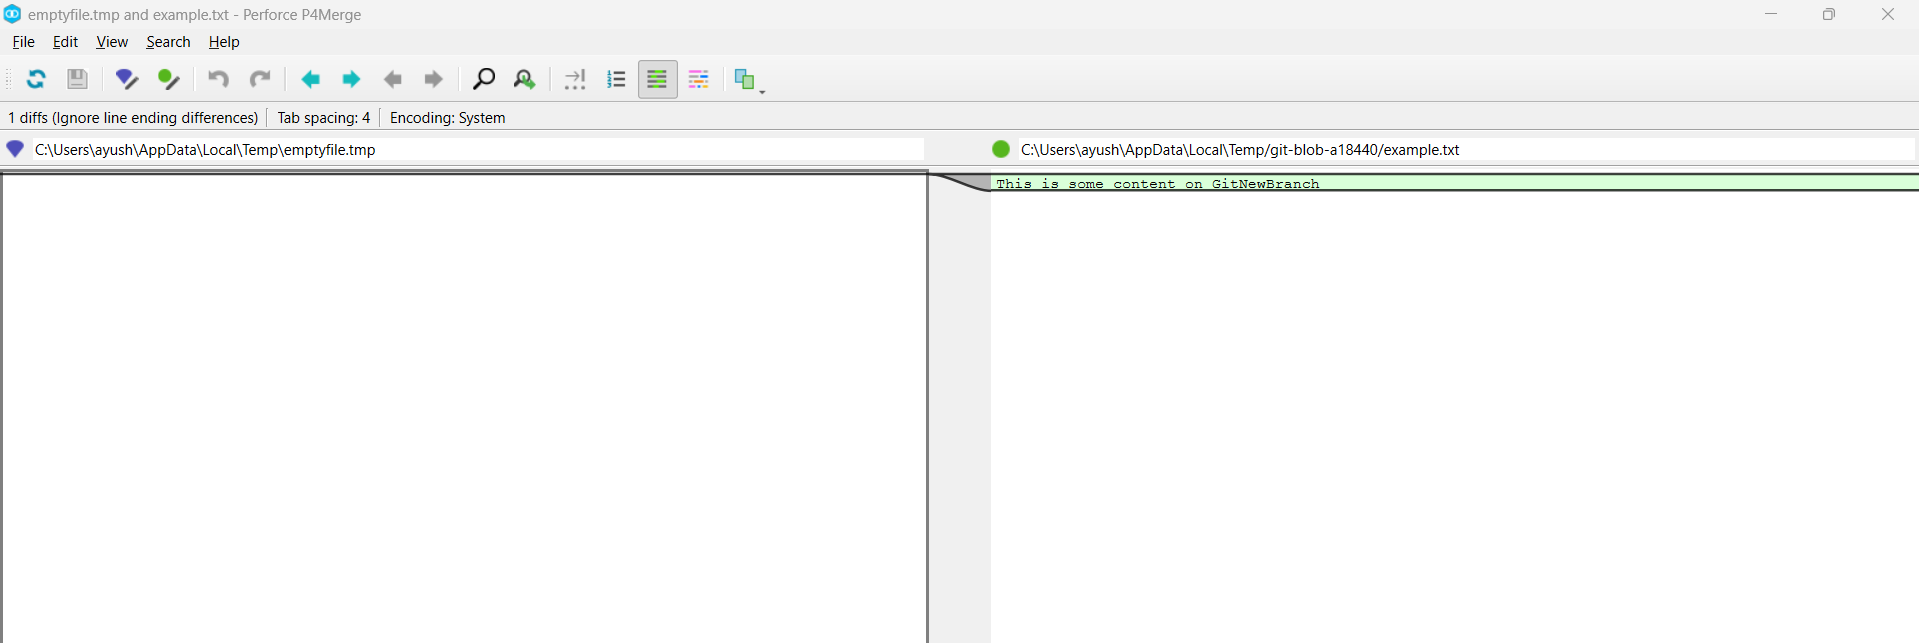 emptyfile.tmp and example.txt - Perforce P4Merge
File Edit View Search Help
1 diffs (Ignore line ending differences) Tab spacing: 4 Encoding: System
C:\Users\ayush\AppData\Local\Temp\emptyfile.tmp
C:\Users\ayush\AppData\Local\Temp/git-blob-a18440/example.txt
This is some content on GitNewBranch